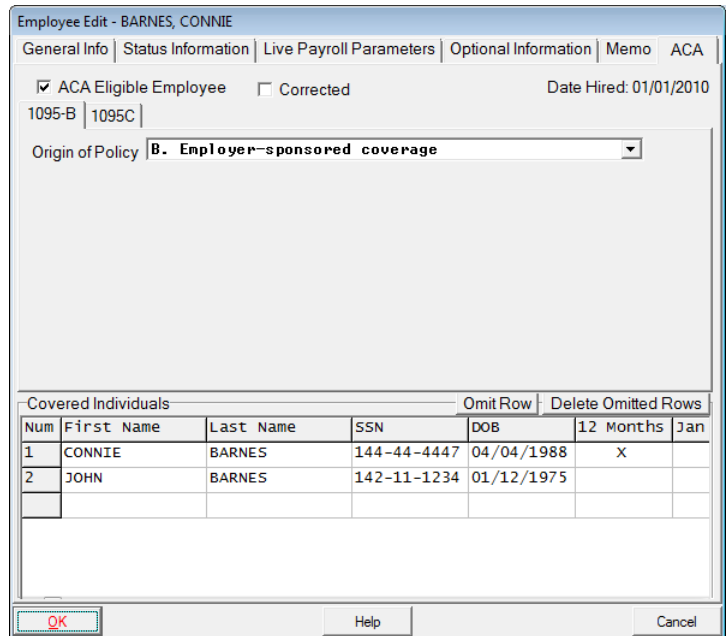 Employee Edit - BARNES, CONNIE
General Info Status Information Live Payroll Parameters Optional Information Memo ACA
ACA Eligible Employee Corrected Date Hired: 01/01/2010
1095-B 1095C
Origin of Policy B. Employer-sponsored coverage
Covered Individuals Omit Row Delete Omitted Rows
Num First Name Last Name SSN DOB 12 Months Jan
1 CONNIE BARNES 144-44-4447 04/04/1988 X
2 JOHN BARNES 142-11-1234 01/12/1975
OK Help Cancel